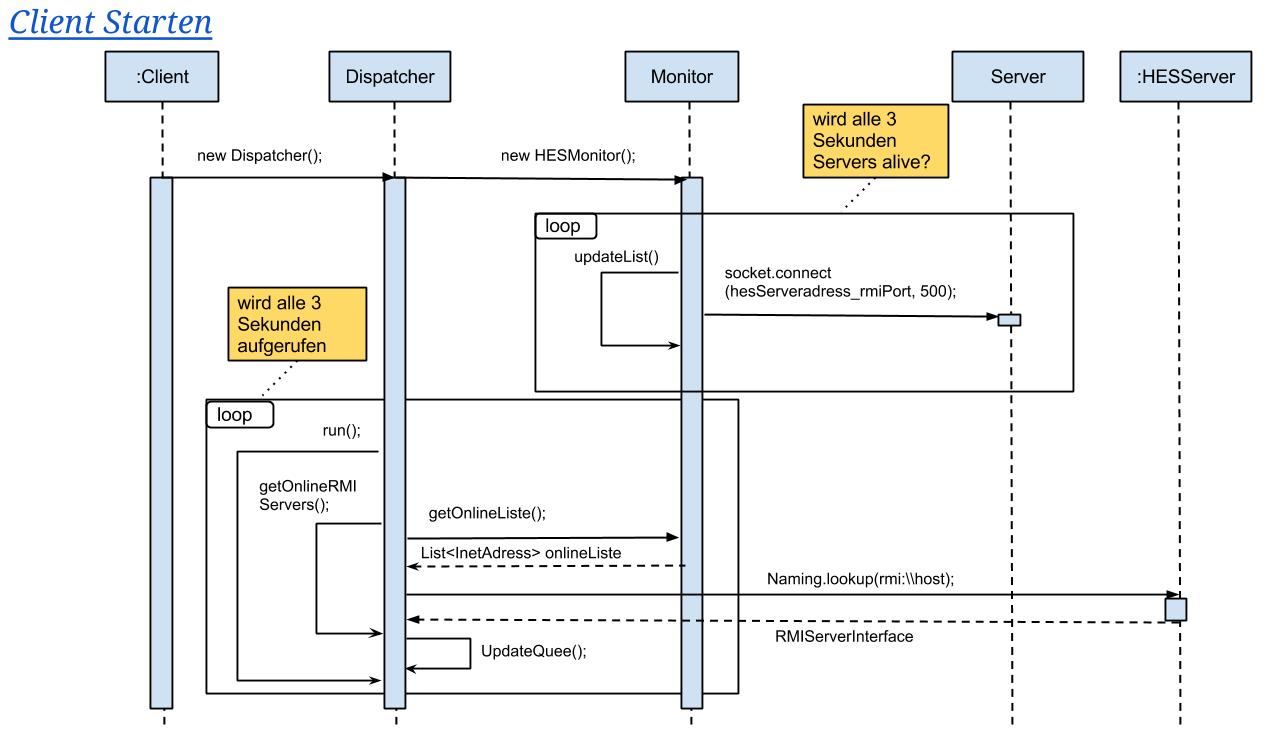 Client Starten
:Client
Dispatcher
Monitor
Server
:HESServer
wird alle 3
Sekunden
Servers alive?
new Dispatcher();
new HESMonitor();
loop
updateList()
socket.connect
(hesServeradress_rmiPort, 500);
wird alle 3
Sekunden
aufgerufen
loop
run();
getOnlineRMI
Servers();
getOnlineListe();
List<InetAdress> onlineListe
Naming.lookup(rmi:\\host);
RMIServerInterface
UpdateQuee();